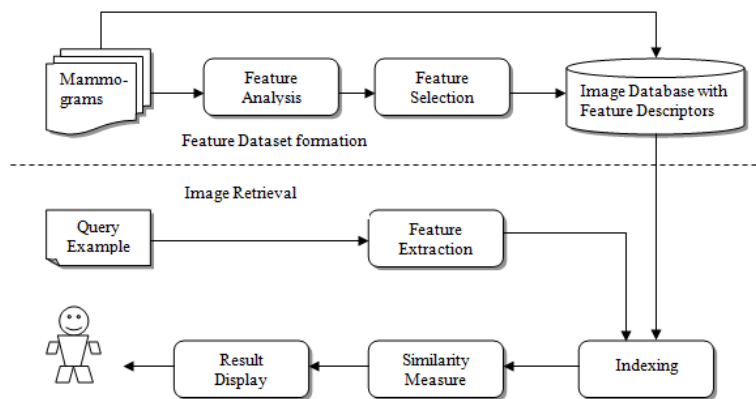 Mammo-
grams
Feature
Analysis
Feature
Selection
Image Database with
Feature Descriptors
Feature Dataset formation
Image Retrieval
Query
Example
Feature
Extraction
Result
Display
Similarity
Measure
Indexing